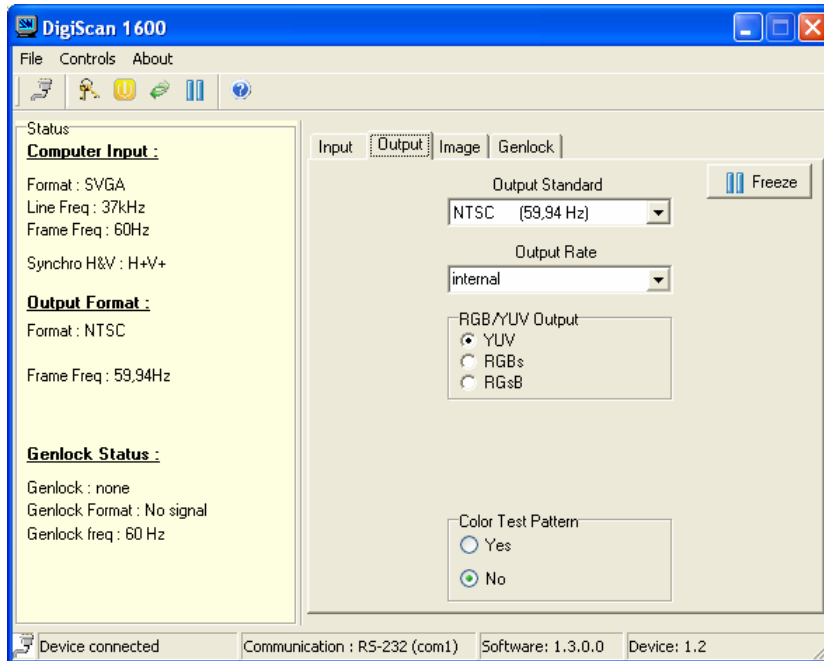 DigiScan 1600
File Controls About
Status
Computer Input :
Format : SVGA
Line Freq : 37kHz
Frame Freq : 60Hz
Synchro H&V : H+V+
Output Format :
Format : NTSC
Frame Freq : 59,94Hz
Genlock Status :
Genlock : none
Genlock Format : No signal
Genlock freq : 60 Hz
Input Output Image Genlock
Freeze
Output Standard
NTSC (59,94 Hz)
Output Rate
internal
RGB/YUV Output
YUV
RGBs
RGsB
Color Test Pattern
Yes
No
Device connected Communication : RS-232 (com1) Software: 1.3.0.0 Device: 1.2